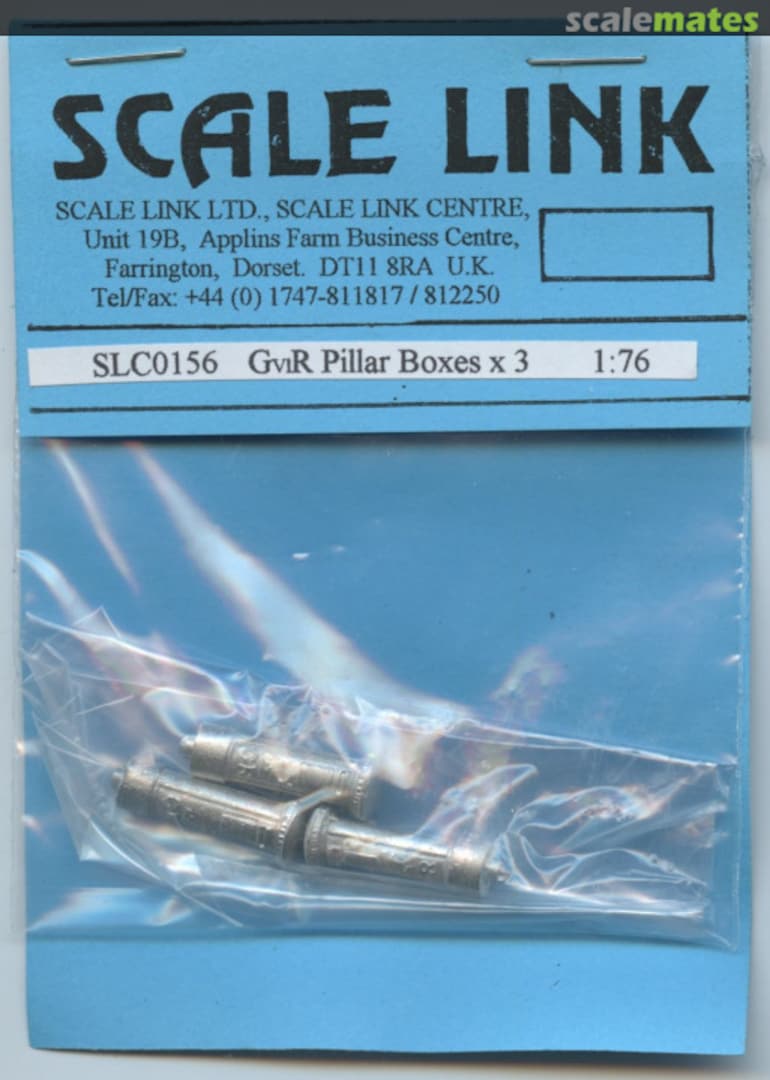 scalemates
SCALE LINK
SCALE LINK LTD., SCALE LINK CENTRE,
Unit 19B, Applins Farm Business Centre,
Farrington, Dorset. DT11 8RA U.K.
Tel/Fax: +44 (0) 1747-811817 / 812250
SLC0156 GVIR Pillar Boxes x 3 1:76